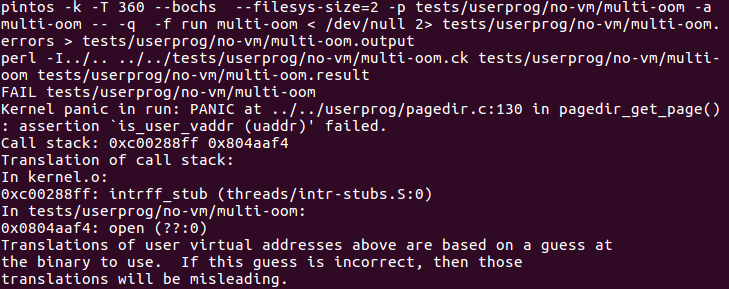 pintos -k -T 360 --bochs  --filesys-size=2 -p tests/userprog/no-vm/multi-oom -a
multi-oom -- -q  -f run multi-oom < /dev/null 2> tests/userprog/no-vm/multi-oom.
errors > tests/userprog/no-vm/multi-oom.output
perl -I../.. ../../tests/userprog/no-vm/multi-oom.ck tests/userprog/no-vm/multi-
oom tests/userprog/no-vm/multi-oom.result
FAIL tests/userprog/no-vm/multi-oom
Kernel panic in run: PANIC at ../../userprog/pagedir.c:130 in pagedir_get_page()
: assertion `is_user_vaddr (uaddr)' failed.
Call stack: 0xc00288ff 0x804aaf4
Translation of call stack:
In kernel.o:
0xc00288ff: intrff_stub (threads/intr-stubs.S:0)
In tests/userprog/no-vm/multi-oom:
0x0804aaf4: open (??:0)
Translations of user virtual addresses above are based on a guess at
the binary to use.  If this guess is incorrect, then those
translations will be misleading.